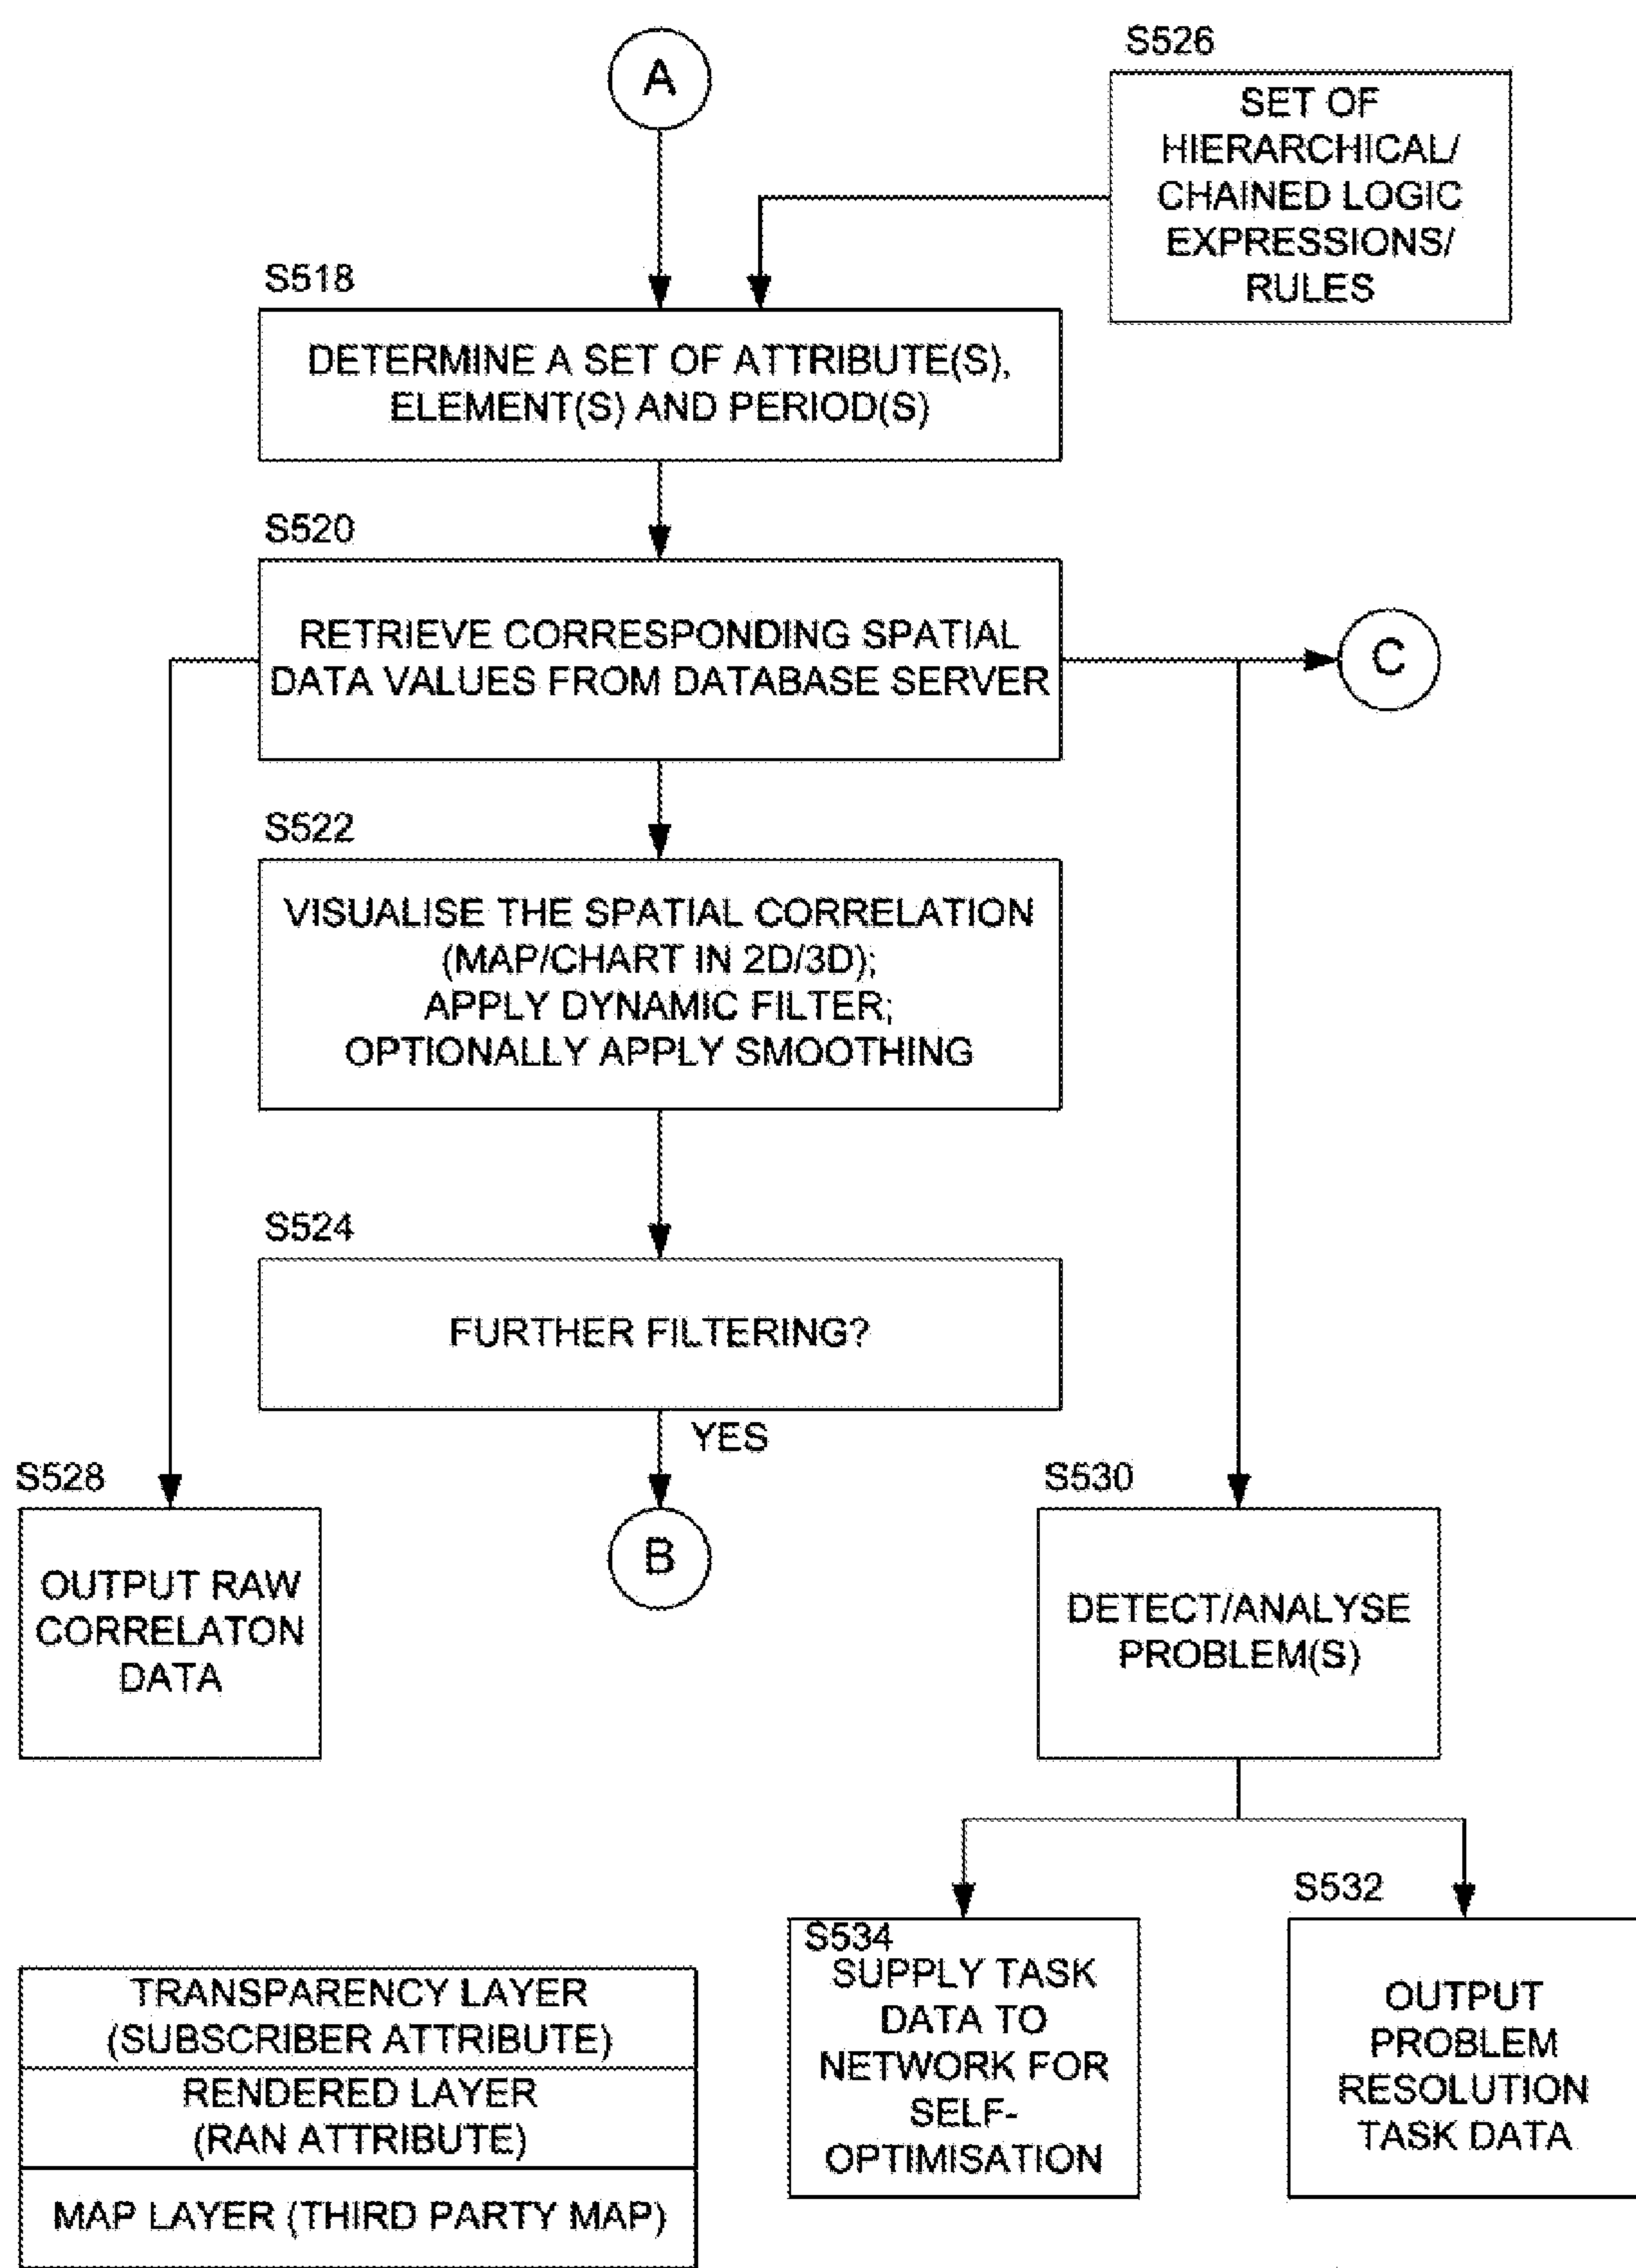 A
S526
SET OF
HIERARCHICAL/
CHAINED LOGIC
EXPRESSIONS/
RULES
S518
DETERMINE A SET OF ATTRIBUTE(S),
ELEMENT(S) AND PERIOD(S)
S520
RETRIEVE CORRESPONDING SPATIAL
DATA VALUES FROM DATABASE SERVER
C
S522
VISUALISE THE SPATIAL CORRELATION
(MAP/CHART IN 2D/3D);
APPLY DYNAMIC FILTER;
OPTIONALLY APPLY SMOOTHING
S524
FURTHER FILTERING?
YES
B
S528
OUTPUT RAW
CORRELATON
DATA
S530
DETECT/ANALYSE
PROBLEM(S)
S534
SUPPLY TASK
DATA TO
NETWORK FOR
SELF-
OPTIMISATION
S532
OUTPUT
PROBLEM
RESOLUTION
TASK DATA
TRANSPARENCY LAYER
(SUBSCRIBER ATTRIBUTE)
RENDERED LAYER
(RAN ATTRIBUTE)
MAP LAYER (THIRD PARTY MAP)